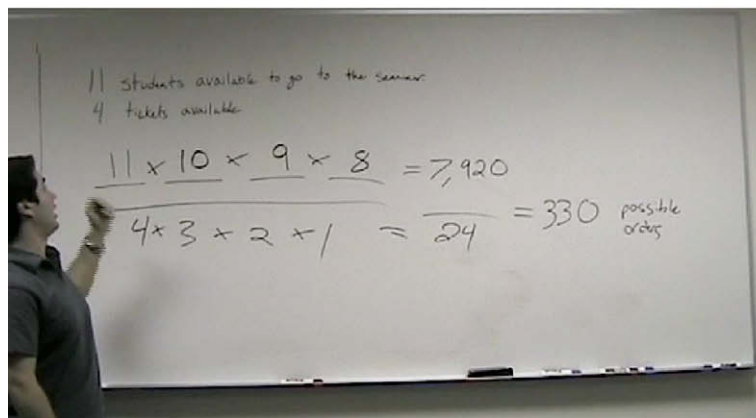 11 students available to go to the seminar.
4 tickets available
11 × 10 × 9 × 8 = 7,920
4 × 3 × 2 × 1 = 24 = 330 possible
orders